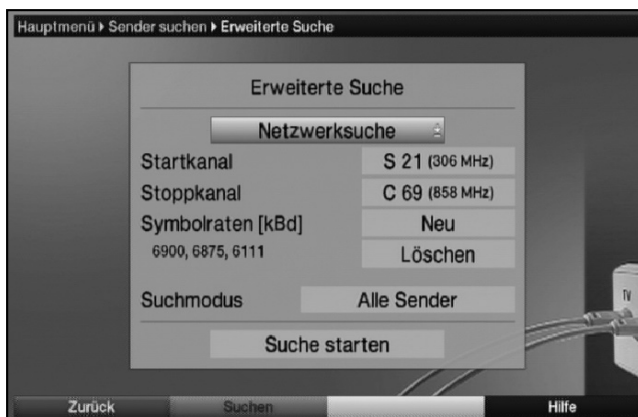 Hauptmenü ▸ Sender suchen ▸ Erweiterte Suche
Erweiterte Suche
Netzwerksuche
Startkanal S 21 (306 MHz)
Stoppkanal C 69 (858 MHz)
Symbolraten [kBd] Neu
6900, 6875, 6111 Löschen
Suchmodus Alle Sender
Suche starten
TV
Zurück Suchen Hilfe